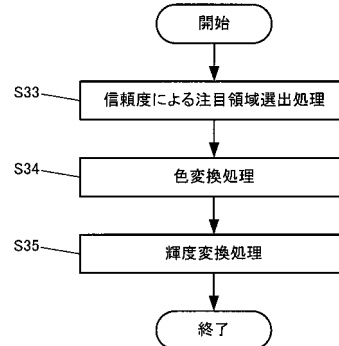 開始
S33
信頼度による注目領域選出処理
S34
色変換処理
S35
輝度変換処理
終了